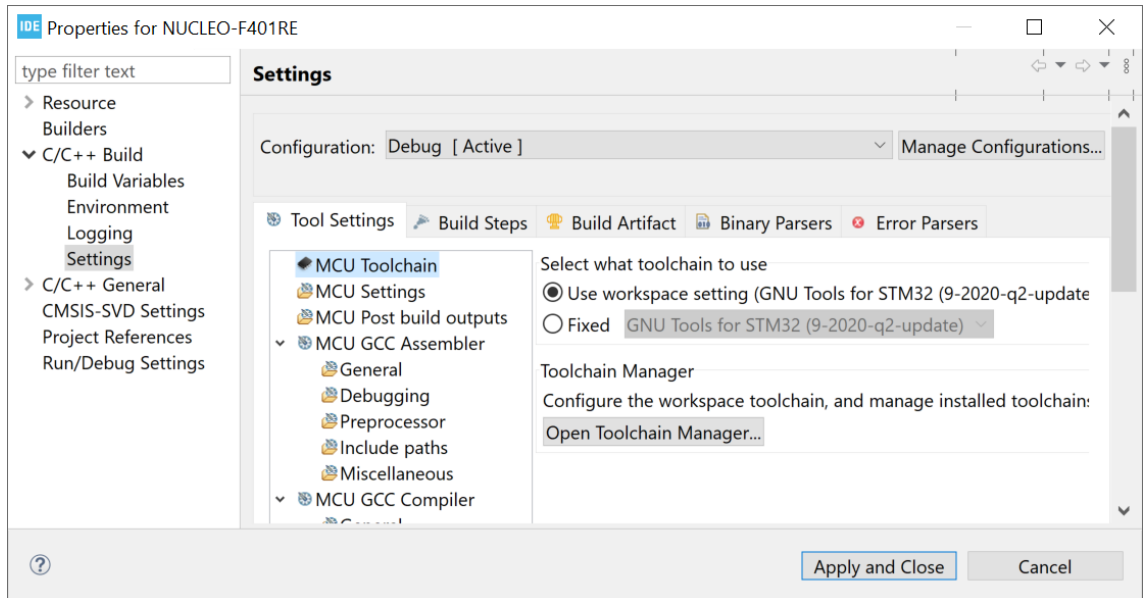 IDE Properties for NUCLEO-F401RE
type filter text
Resource
Builders
C/C++ Build
Build Variables
Environment
Logging
Settings
C/C++ General
CMSIS-SVD Settings
Project References
Run/Debug Settings
Settings
Configuration: Debug [ Active ] Manage Configurations...
Tool Settings Build Steps Build Artifact Binary Parsers Error Parsers
MCU Toolchain
MCU Settings
MCU Post build outputs
MCU GCC Assembler
General
Debugging
Preprocessor
Include paths
Miscellaneous
MCU GCC Compiler
Select what toolchain to use
Use workspace setting (GNU Tools for STM32 (9-2020-q2-update
Fixed GNU Tools for STM32 (9-2020-q2-update)
Toolchain Manager
Configure the workspace toolchain, and manage installed toolchains
Open Toolchain Manager...
Apply and Close Cancel